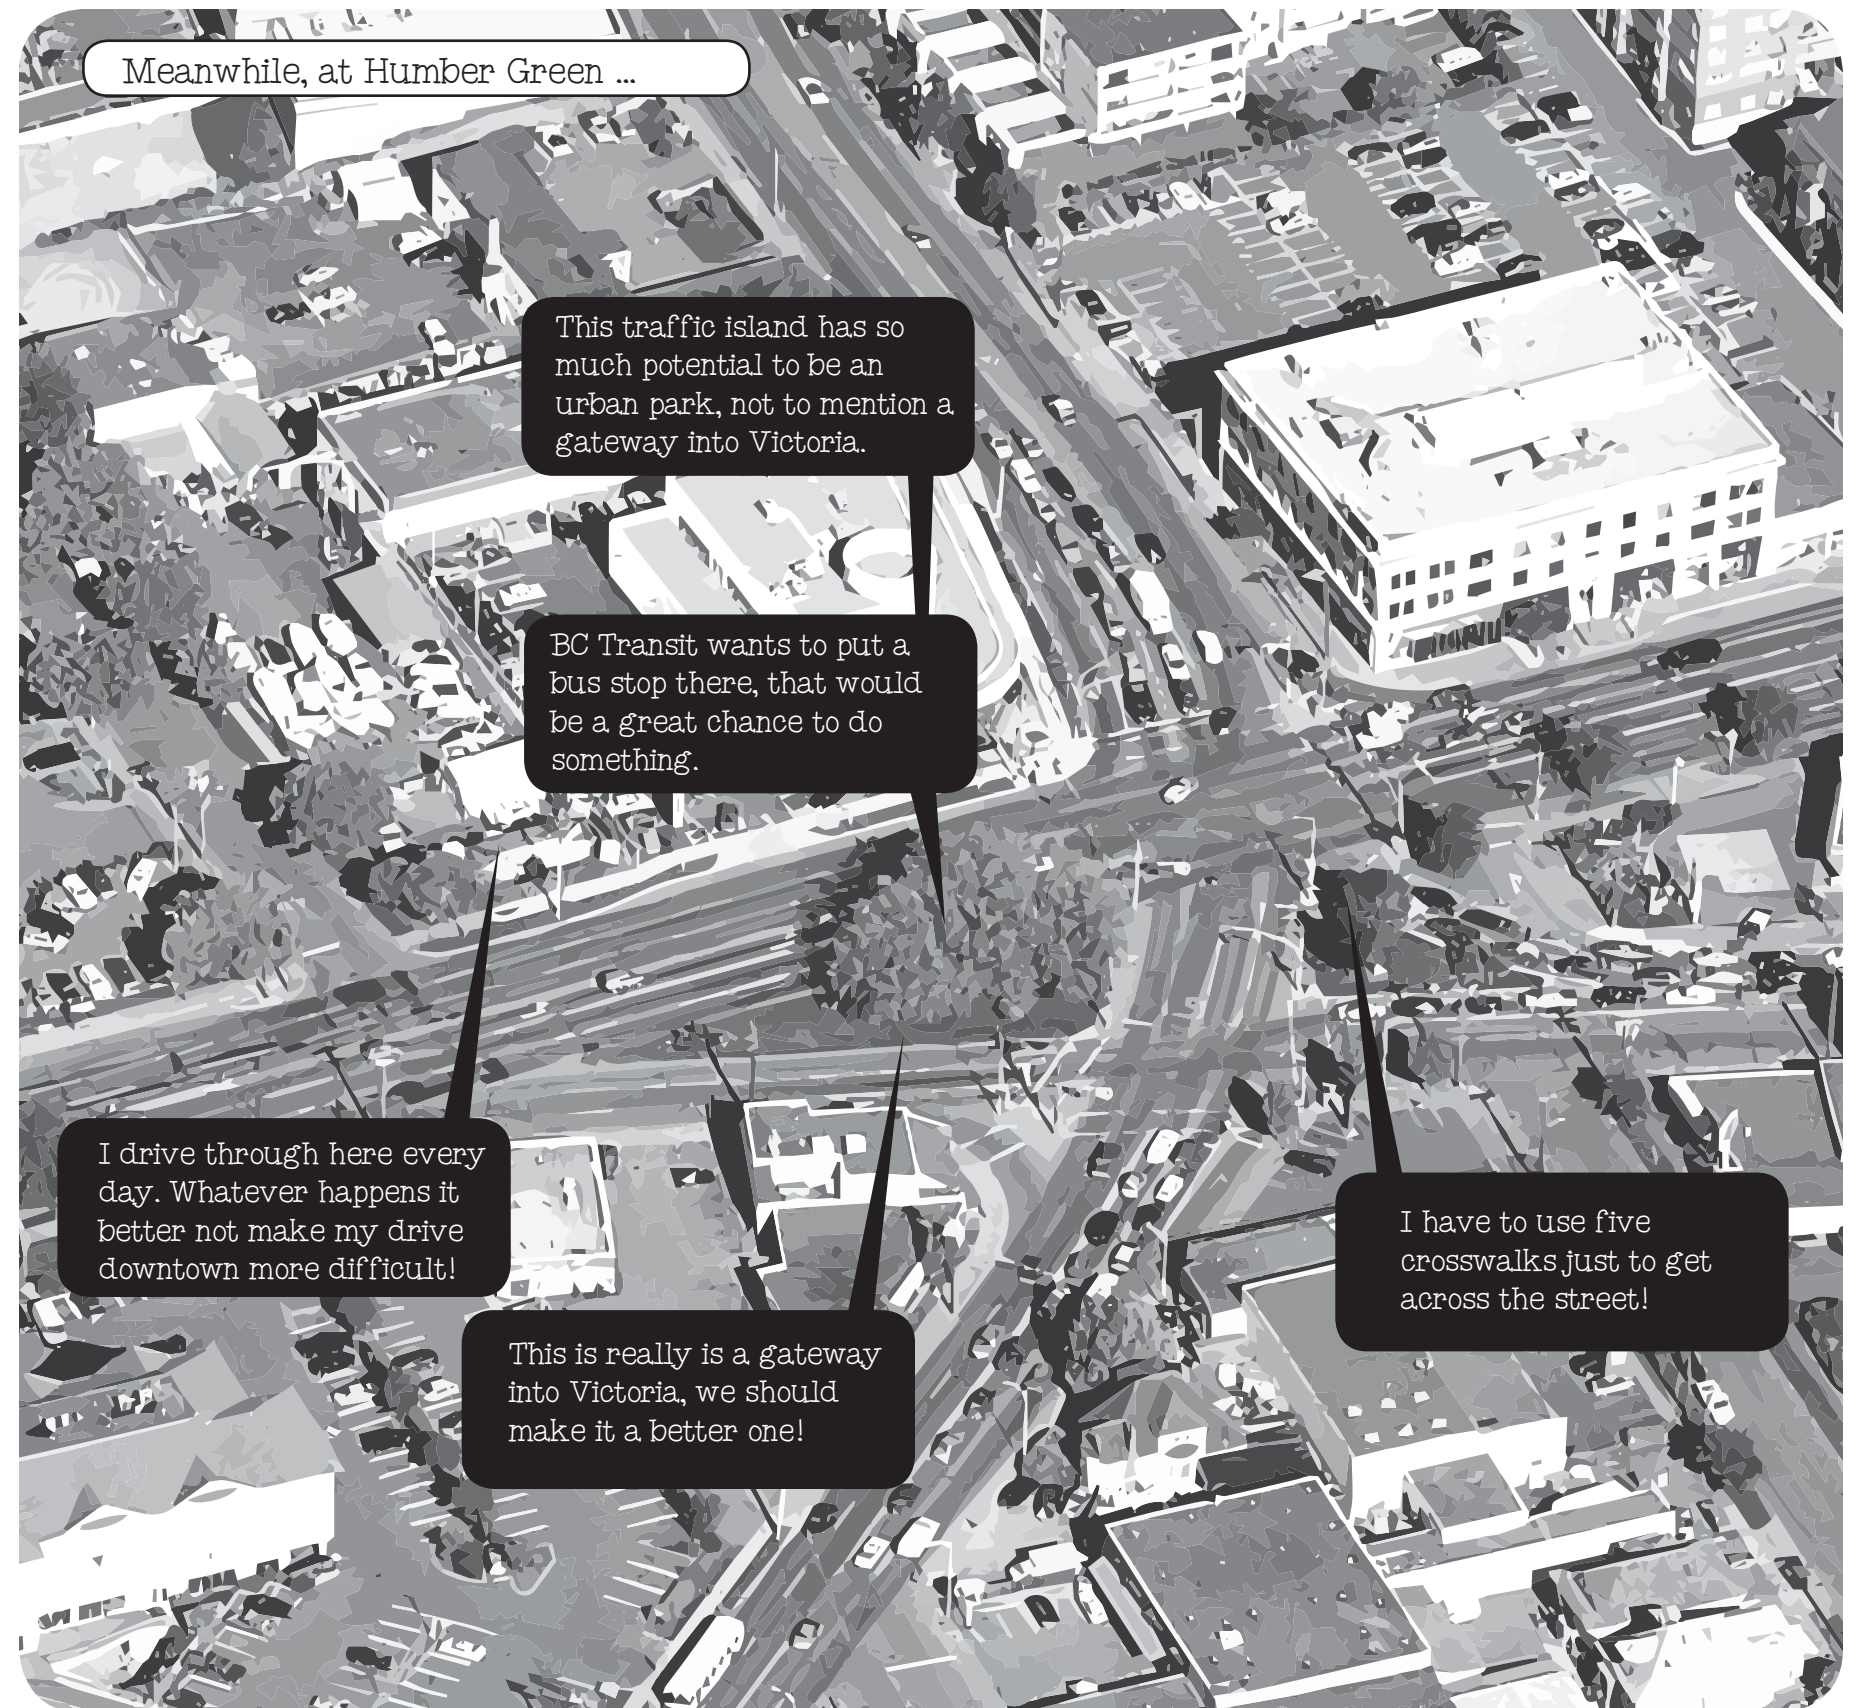 Meanwhile, at Humber Green ...
This traffic island has so
much potential to be an
urban park, not to mention a
gateway into Victoria.
BC Transit wants to put a
bus stop there, that would
be a great chance to do
something.
I drive through here every
day. Whatever happens it
better not make my drive
downtown more difficult!
This is really is a gateway
into Victoria, we should
make it a better one!
I have to use five
crosswalks just to get
across the street!